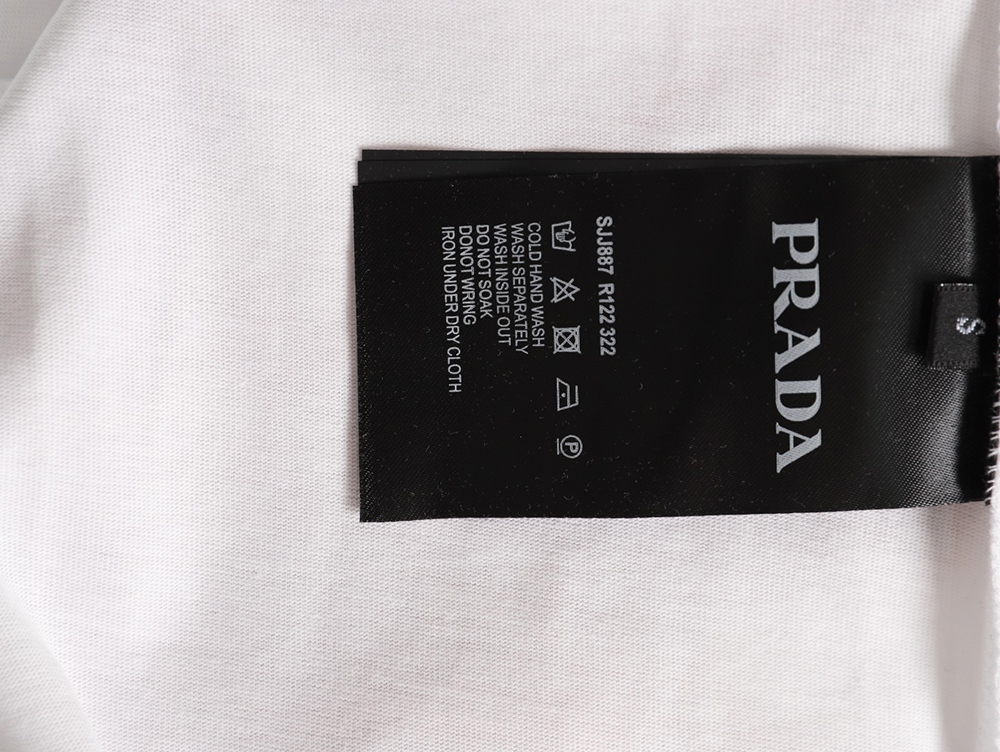 S
PRADA
SJJ887 R122 322
P
COLD HAND WASH
WASH SEPARATELY
WASH INSIDE OUT
DO NOT SOAK
DONOT WRING
IRON UNDER DRY CLOTH